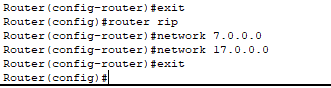 Router(config-router)#exit
Router(config)#router rip
Router(config-router)#network 7.0.0.0
Router(config-router)#network 17.0.0.0
Router(config-router)#exit
Router(config)#